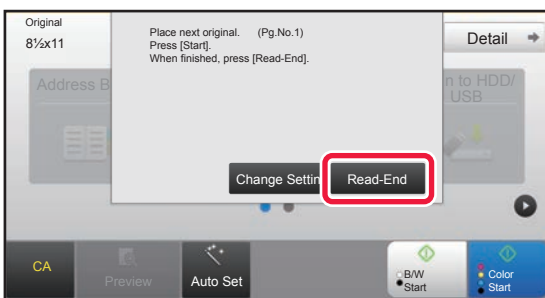 Original
8½x11
Place next original. (Pg.No.1)
Press [Start].
When finished, press [Read-End].
Detail
Address B
n to HDD/
USB
Change Settin
Read-End
CA
Preview
Auto Set
B/W
Start
Color
Start